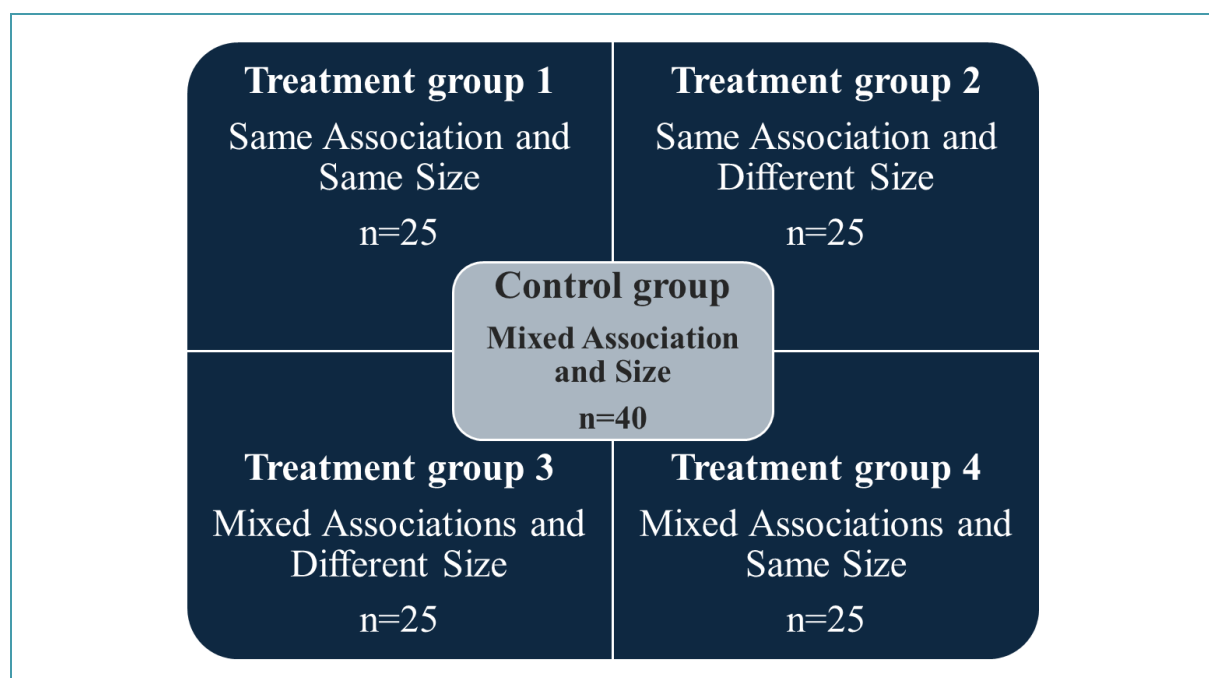 Treatment group 1
Same Association and
Same Size
n=25
Treatment group 2
Same Association and
Different Size
n=25
Control group
Mixed Association
and Size
n=40
Treatment group 3
Mixed Associations and
Different Size
n=25
Treatment group 4
Mixed Associations and
Same Size
n=25